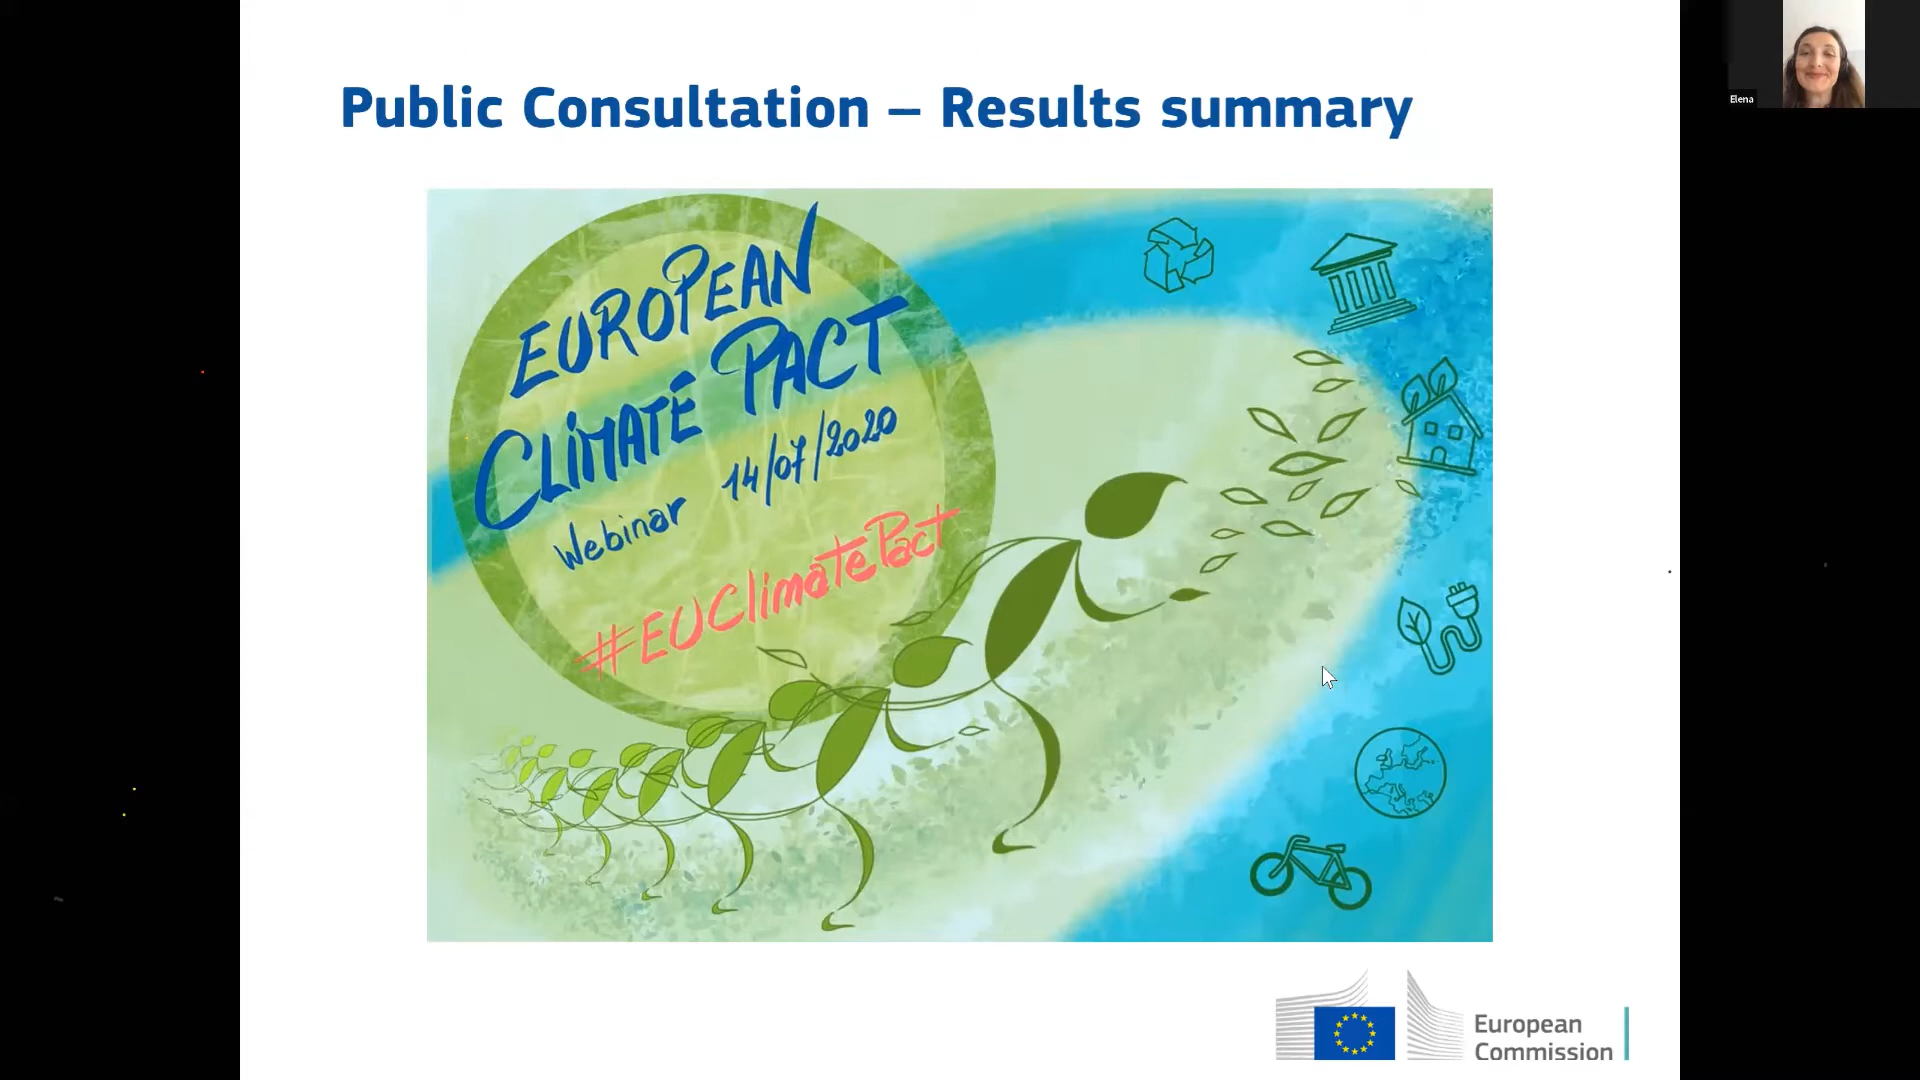 Public Consultation – Results summary
Elena
EUROPEAN
CLIMATE PACT
Webinar 14/07/2020
#EUClimatePact
European
Commission